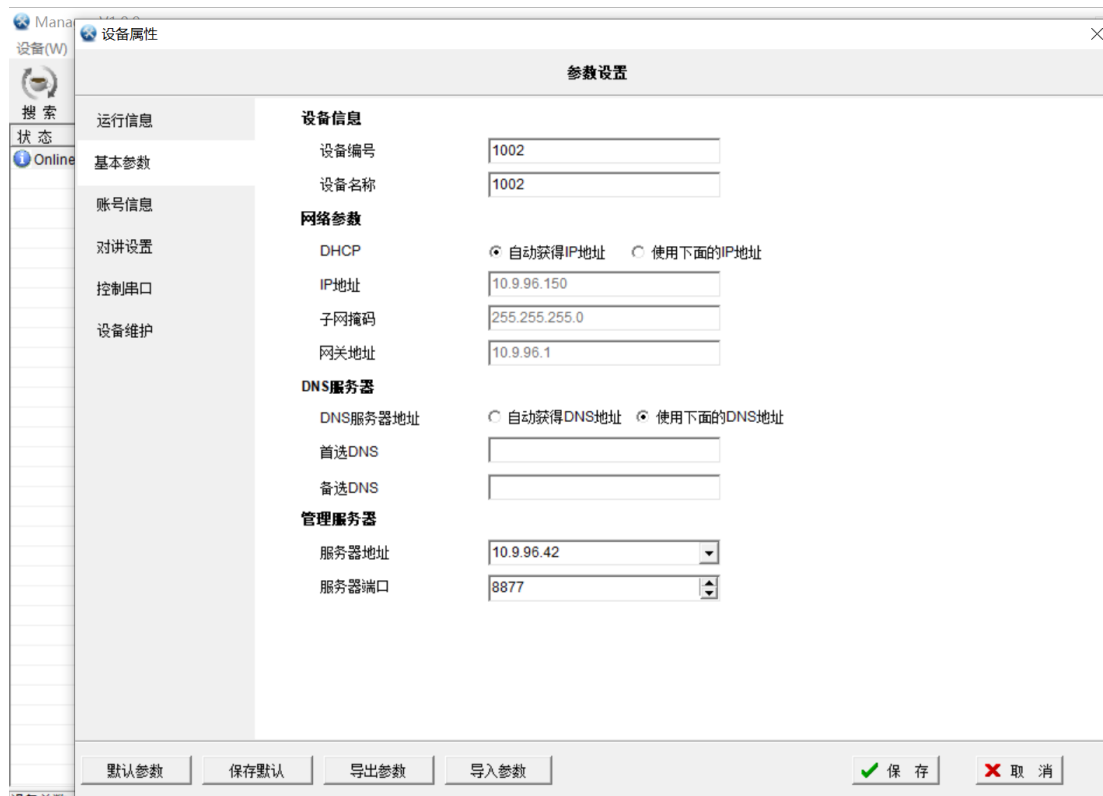 Mana
设备属性
设备(W)
参数设置
搜 索
状 态
Online
运行信息
基本参数
账号信息
对讲设置
控制串口
设备维护
设备信息
设备编号 1002
设备名称 1002
网络参数
DHCP 自动获得IP地址 使用下面的IP地址
IP地址 10.9.96.150
子网掩码 255.255.255.0
网关地址 10.9.96.1
DNS服务器
DNS服务器地址 自动获得DNS地址 使用下面的DNS地址
首选DNS
备选DNS
管理服务器
服务器地址 10.9.96.42
服务器端口 8877
默认参数 保存默认 导出参数 导入参数 保 存 取 消